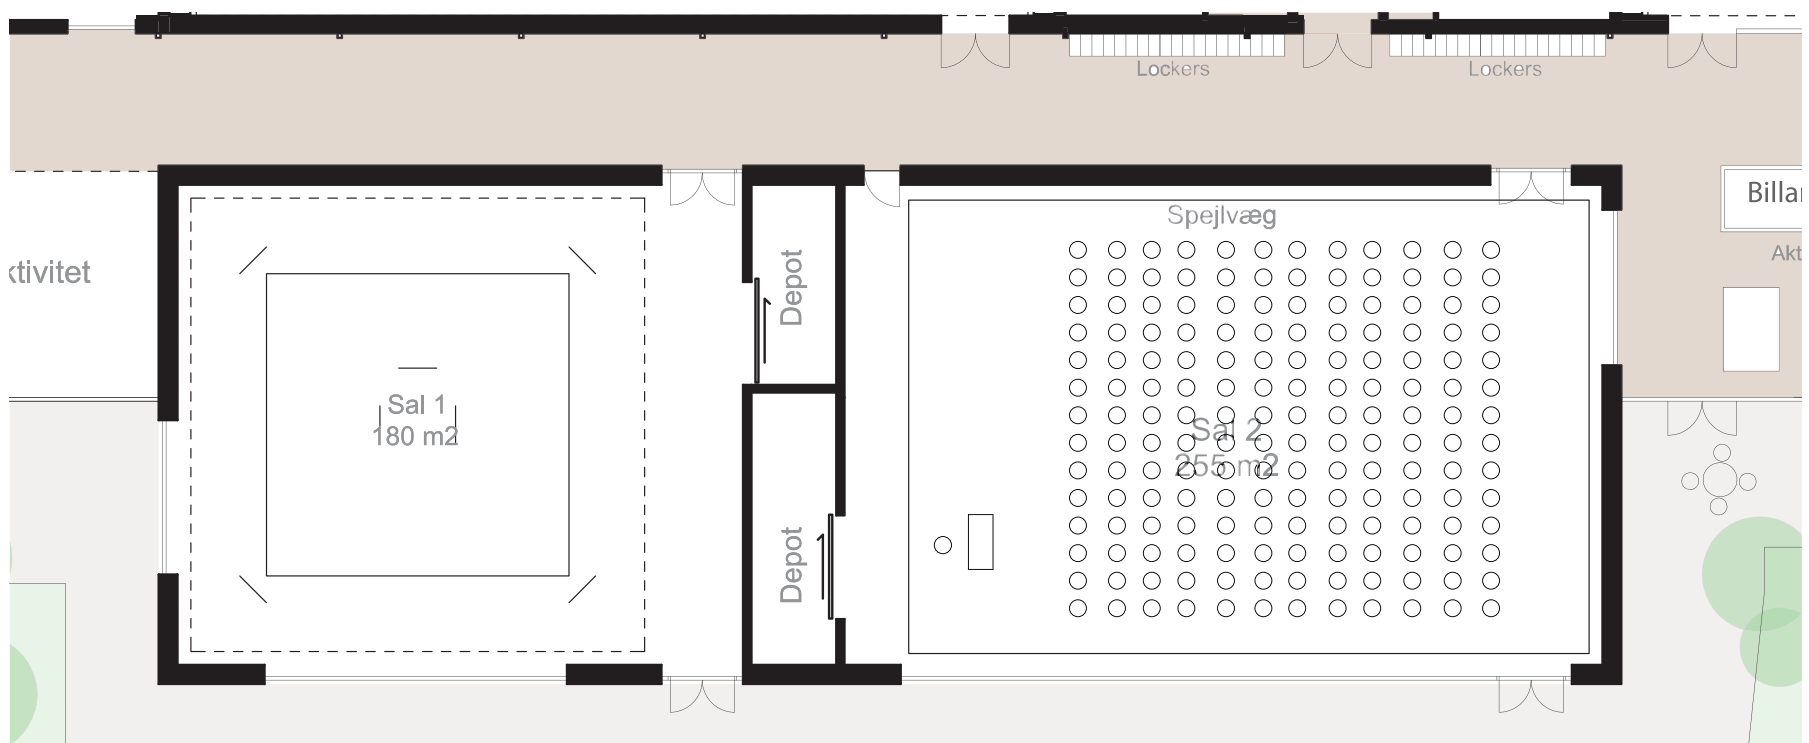 Lockers
Lockers
Billar
Spejlvæg
Akt
ktivitet
Depot
Sal 1
180 m2
Sal 2
255 m2
Depot